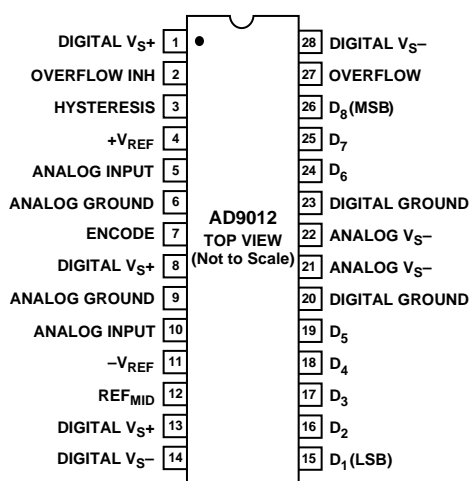 DIGITAL VS+ 1
OVERFLOW INH 2
HYSTERESIS 3
+VREF 4
ANALOG INPUT 5
ANALOG GROUND 6
ENCODE 7
DIGITAL VS+ 8
ANALOG GROUND 9
ANALOG INPUT 10
–VREF 11
REFMID 12
DIGITAL VS+ 13
DIGITAL VS– 14
AD9012
TOP VIEW
(Not to Scale)
28 DIGITAL VS–
27 OVERFLOW
26 D8(MSB)
25 D7
24 D6
23 DIGITAL GROUND
22 ANALOG VS–
21 ANALOG VS–
20 DIGITAL GROUND
19 D5
18 D4
17 D3
16 D2
15 D1(LSB)